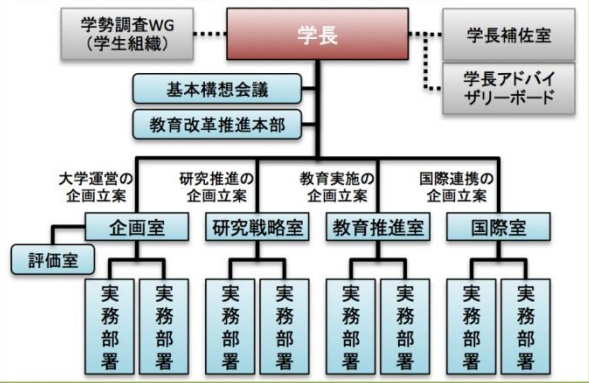 学勢調査WG
（学生組織）
学長
学長補佐室
学長アドバイ
ザリーボード
基本構想会議
教育改革推進本部
大学運営の
企画立案
研究推進の
企画立案
教育実施の
企画立案
国際連携の
企画立案
企画室
研究戦略室
教育推進室
国際室
評価室
実務部署
実務部署
実務部署
実務部署
実務部署
実務部署
実務部署
実務部署